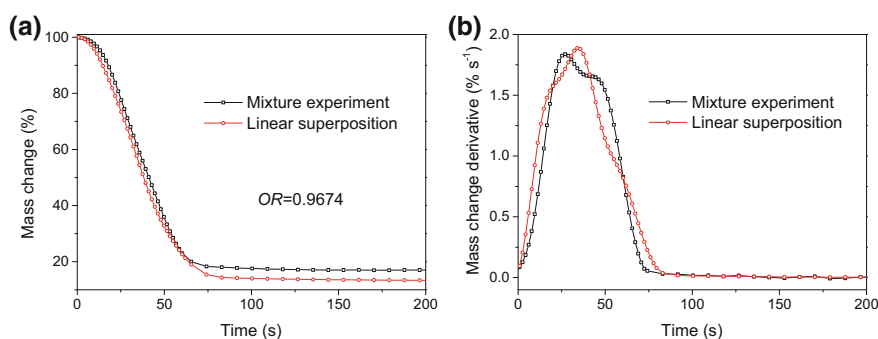 (a)
100
80
60
40
20
Mass change (%)
Mixture experiment
Linear superposition
OR=0.9674
0
50
100
150
200
Time (s)
(b)
2.0
1.5
1.0
0.5
0.0
Mass change derivative (% s⁻¹)
Mixture experiment
Linear superposition
0
50
100
150
200
Time (s)